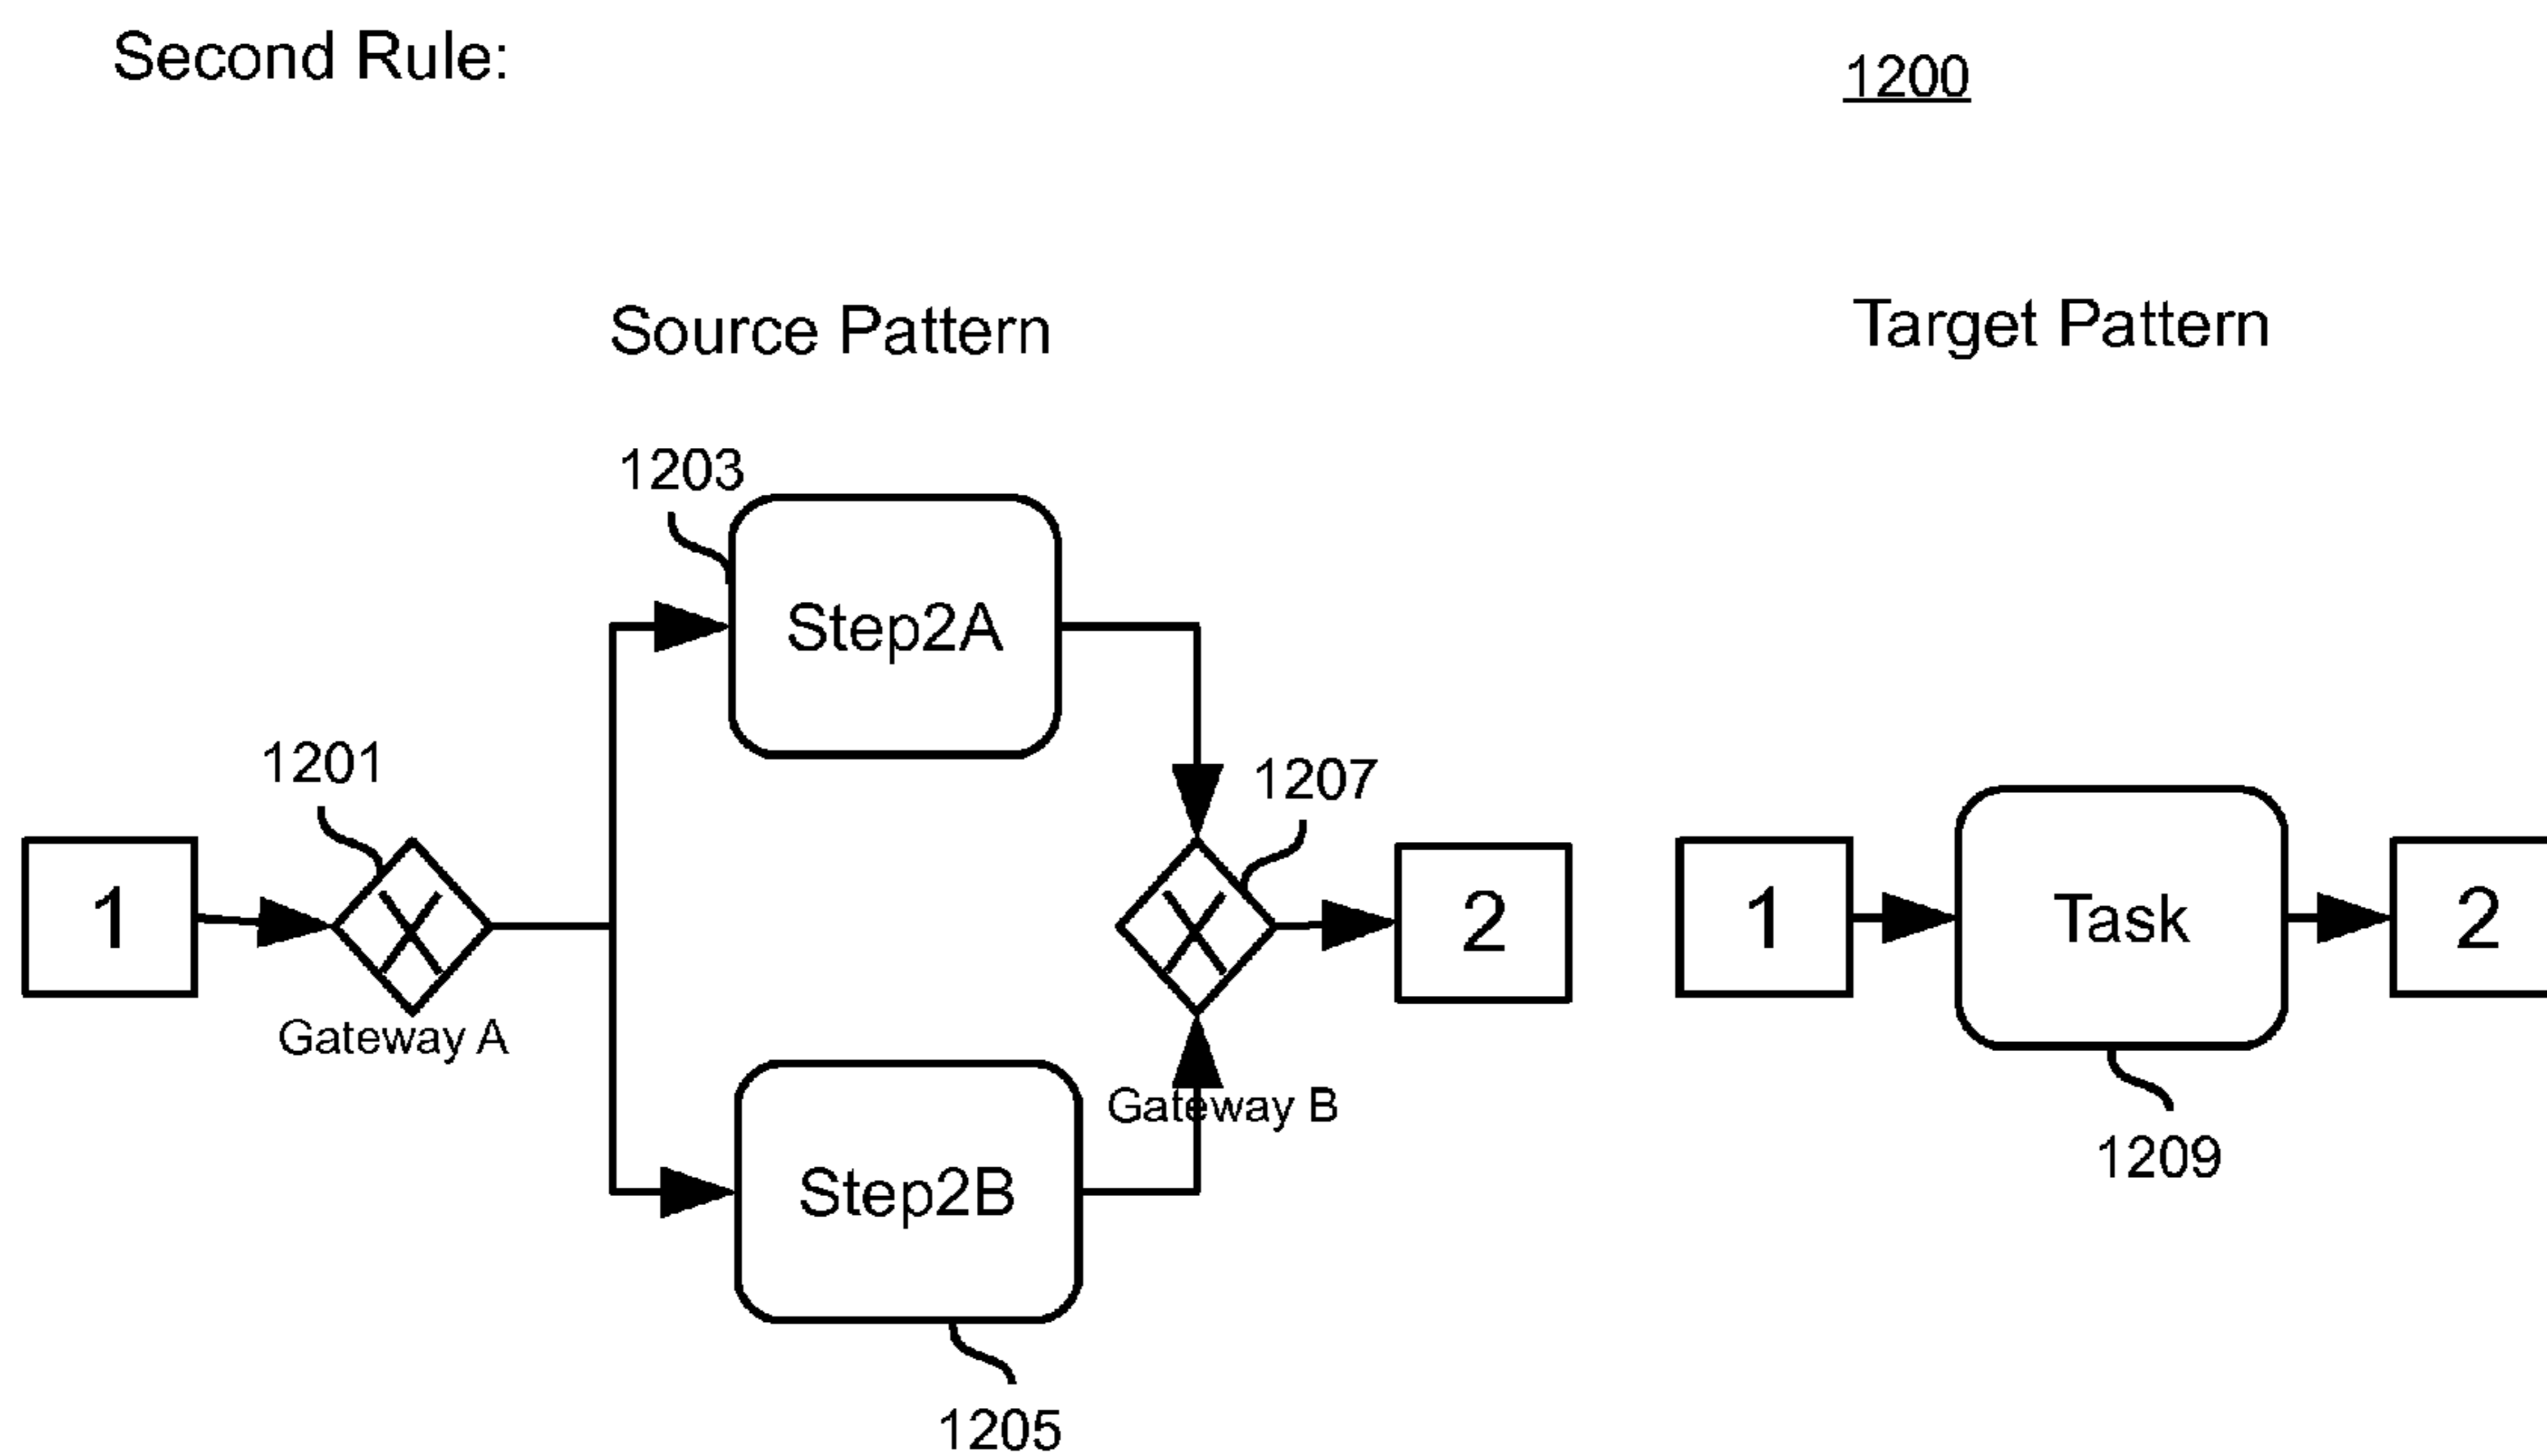 Second Rule:
1200
Source Pattern
Target Pattern
1203
Step2A
1201
1207
1
2
1
Task
2
Gateway A
Gateway B
Step2B
1209
1205